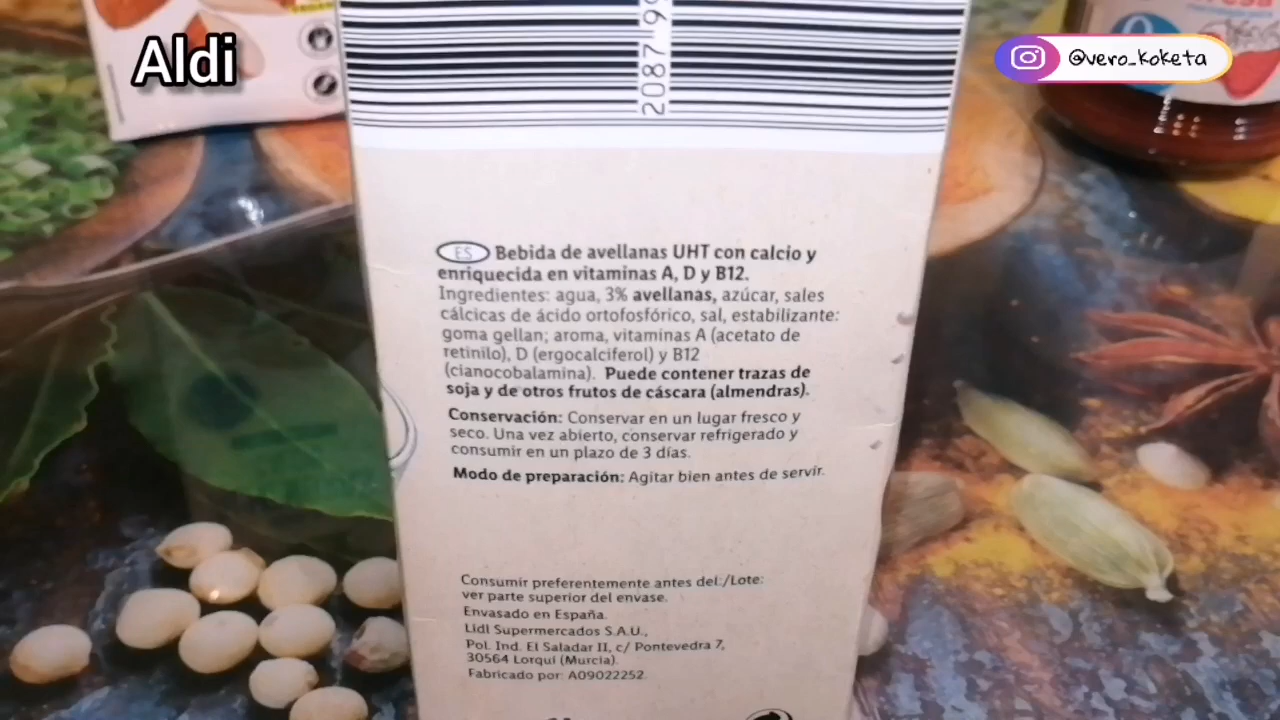 Aldi
@vero_koketa
2087 9
ES Bebida de avellanas UHT con calcio y
enriquecida en vitaminas A, D y B12.
Ingredientes: agua, 3% avellanas, azúcar, sales
cálcicas de ácido ortofosfórico, sal, estabilizante:
goma gellan; aroma, vitaminas A (acetato de
retinilo), D (ergocalciferol) y B12
(cianocobalamina). Puede contener trazas de
soja y de otros frutos de cáscara (almendras).
Conservación: Conservar en un lugar fresco y
seco. Una vez abierto, conservar refrigerado y
consumir en un plazo de 3 días.
Modo de preparación: Agitar bien antes de servir.
Consumir preferentemente antes del:/Lote:
ver parte superior del envase.
Envasado en España.
Lidl Supermercados S.A.U.,
Pol. Ind. El Saladar II, c/ Pontevedra 7,
30564 Lorquí (Murcia).
Fabricado por: A09022252